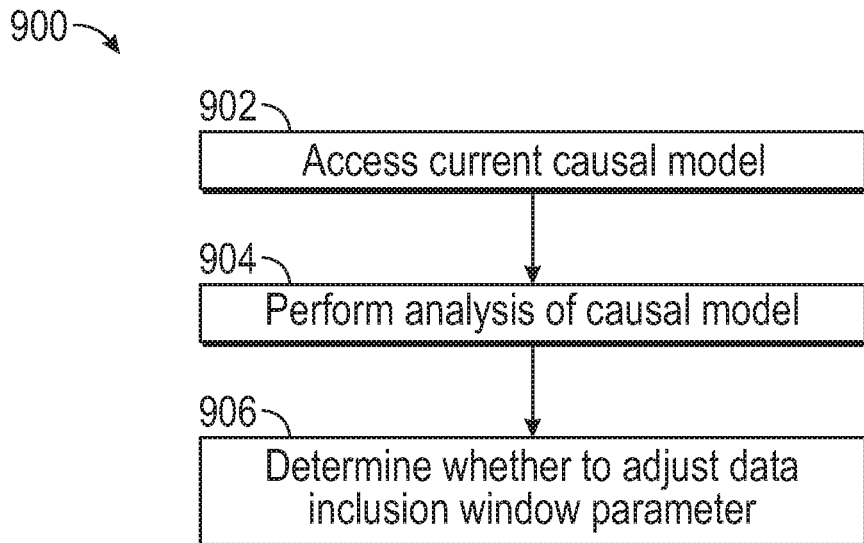 900
902
Access current causal model
904
Perform analysis of causal model
906
Determine whether to adjust data
inclusion window parameter